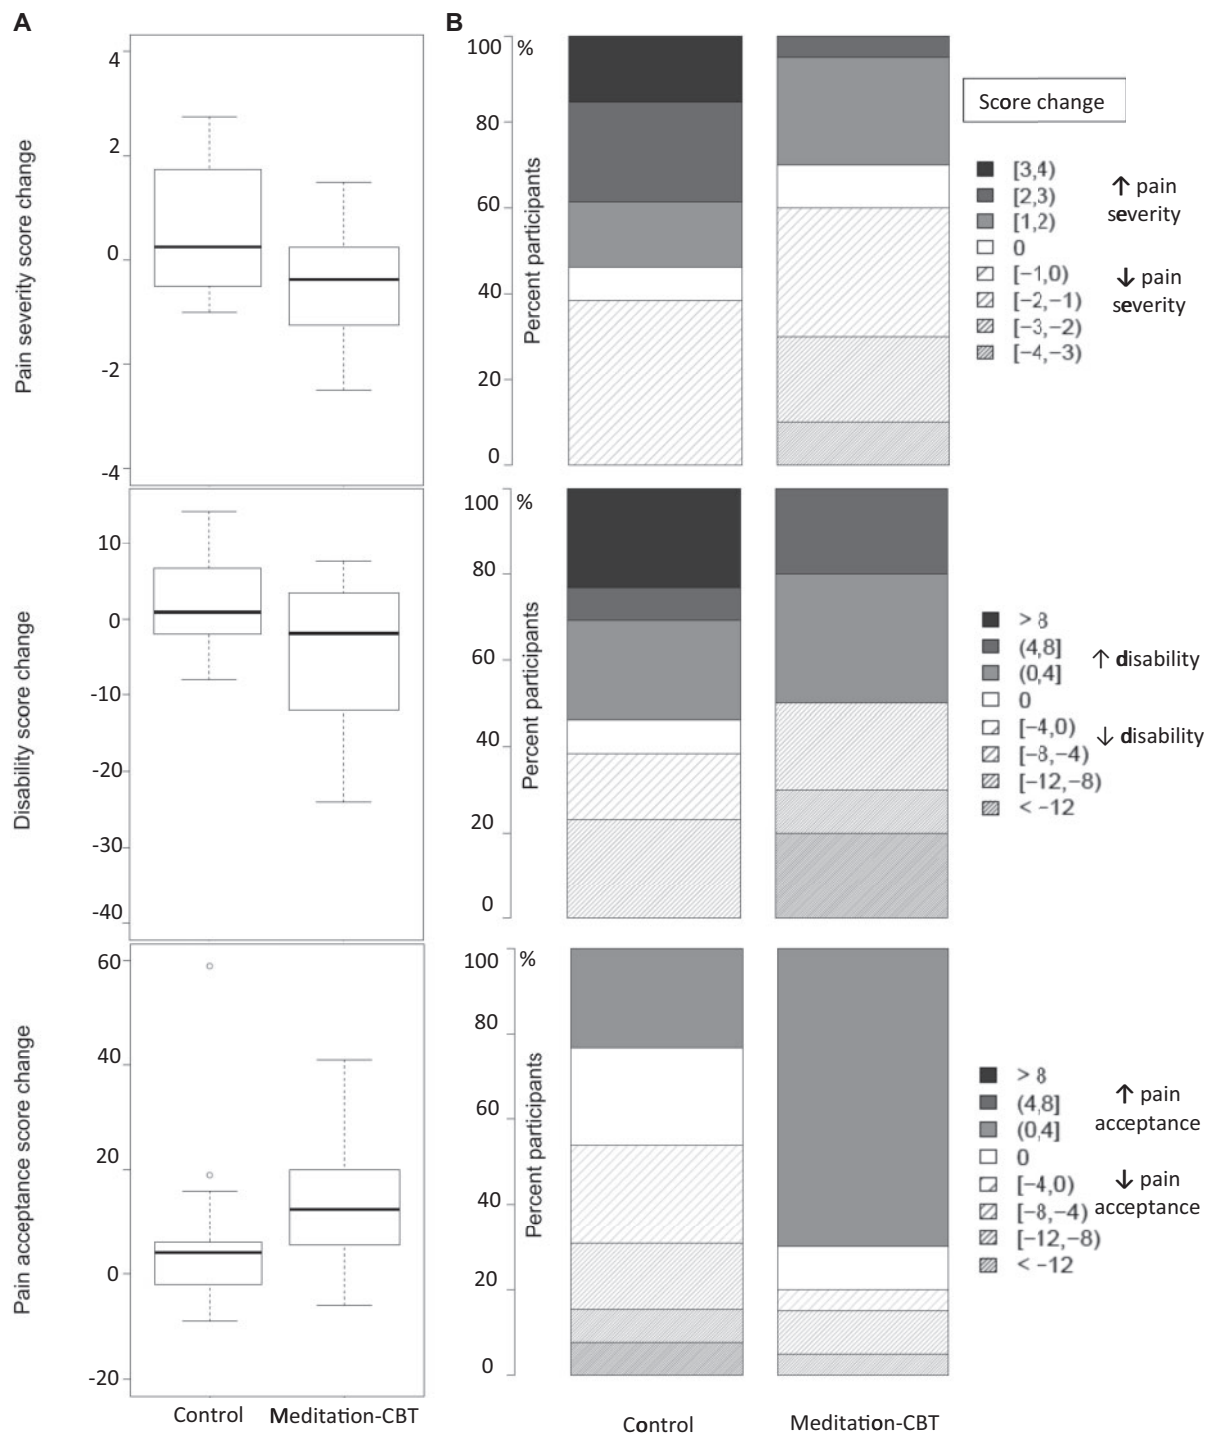 A
B
4
2
0
-2
-4
Pain severity score change
100
%
80
60
40
20
0
Percent participants
Score change
[3,4)
[2,3)
[1,2)
0
[−1,0)
[−2,−1)
[−3,−2)
[−4,−3)
↑ pain
severity
↓ pain
severity
10
0
-10
-20
-30
-40
Disability score change
100
%
80
60
40
20
0
Percent participants
> 8
(4,8]
(0,4]
0
[−4,0)
[−8,−4)
[−12,−8)
< −12
↑ disability
↓ disability
60
40
20
0
-20
Pain acceptance score change
100
%
80
60
40
20
0
Percent participants
> 8
(4,8]
(0,4]
0
[−4,0)
[−8,−4)
[−12,−8)
< −12
↑ pain
acceptance
↓ pain
acceptance
Control
Meditation-CBT
Control
Meditation-CBT